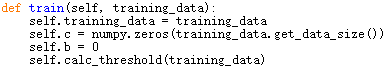 def train(self, training_data):
    self.training_data = training_data
    self.c = numpy.zeros(training_data.get_data_size())
    self.b = 0
    self.calc_threshold(training_data)